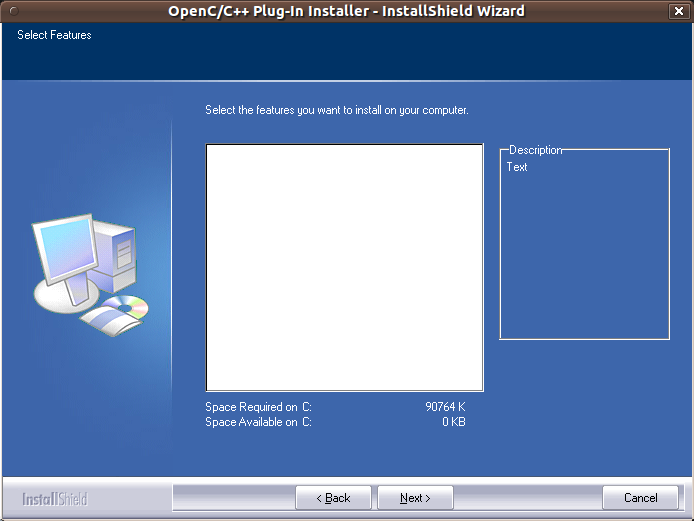 OpenC/C++ Plug-In Installer - InstallShield Wizard
Select Features
Select the features you want to install on your computer.
Description
Text
Space Required on C: 90764 K
Space Available on C: 0 KB
InstallShield
< Back
Next >
Cancel